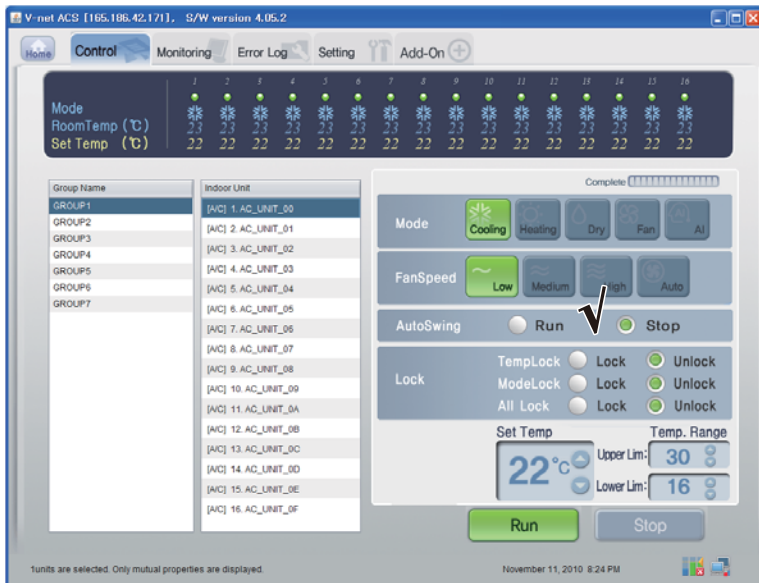 V-net ACS [165.186.42.171],   S/W version 4.05.2
Home Control Monitoring Error Log Setting Add-On
1 2 3 4 5 6 7 8 9 10 11 12 13 14 15 16
Mode
RoomTemp (℃) 23 23 23 23 23 23 23 23 23 23 23 23 23 23 23 23
Set Temp (℃) 22 22 22 22 22 22 22 22 22 22 22 22 22 22 22 22
Complete
Group Name
GROUP1
GROUP2
GROUP3
GROUP4
GROUP5
GROUP6
GROUP7
Indoor Unit
[A/C] 1. AC_UNIT_00
[A/C] 2. AC_UNIT_01
[A/C] 3. AC_UNIT_02
[A/C] 4. AC_UNIT_03
[A/C] 5. AC_UNIT_04
[A/C] 6. AC_UNIT_05
[A/C] 7. AC_UNIT_06
[A/C] 8. AC_UNIT_07
[A/C] 9. AC_UNIT_08
[A/C] 10. AC_UNIT_09
[A/C] 11. AC_UNIT_0A
[A/C] 12. AC_UNIT_0B
[A/C] 13. AC_UNIT_0C
[A/C] 14. AC_UNIT_0D
[A/C] 15. AC_UNIT_0E
[A/C] 16. AC_UNIT_0F
Mode Cooling Heating Dry Fan AI
FanSpeed Low Medium High Auto
AutoSwing Run Stop
Lock
TempLock Lock Unlock
ModeLock Lock Unlock
All Lock Lock Unlock
Set Temp Temp. Range
22°C
Upper Lim: 30
Lower Lim: 16
Run Stop
1units are selected. Only mutual properties are displayed.
November 11, 2010 8:24 PM